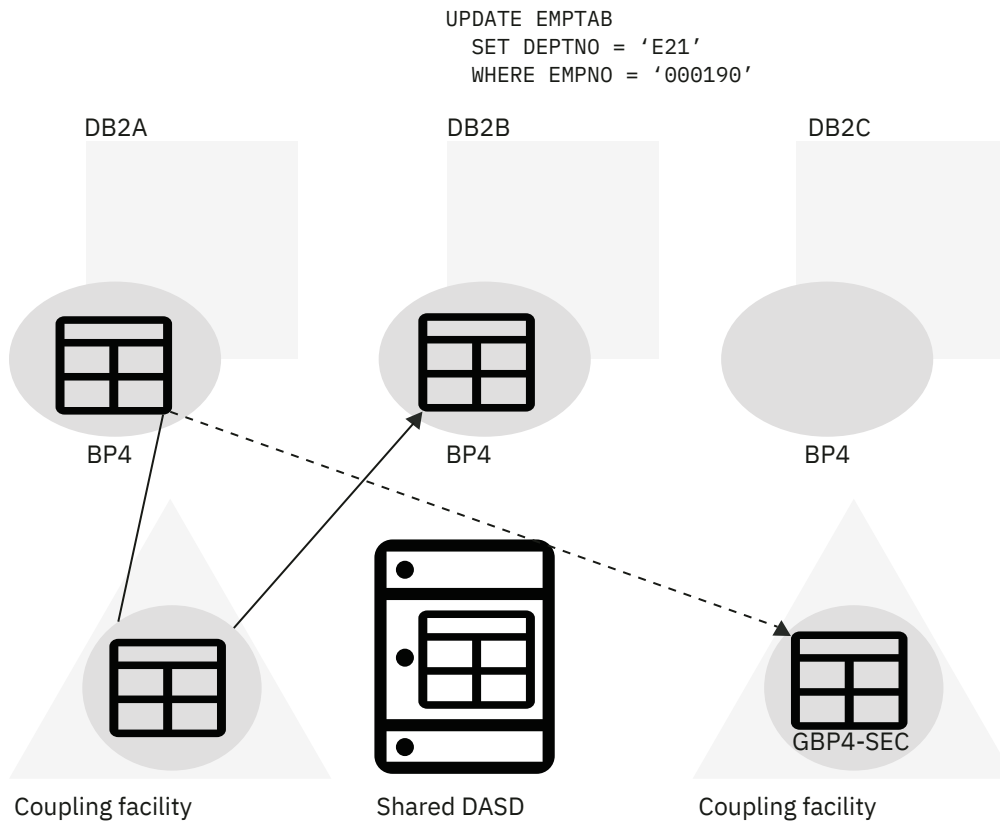 UPDATE EMPTAB
SET DEPTNO = ‘E21’
WHERE EMPNO = ‘000190’
DB2A
DB2B
DB2C
BP4
BP4
BP4
GBP4-SEC
Coupling facility
Shared DASD
Coupling facility